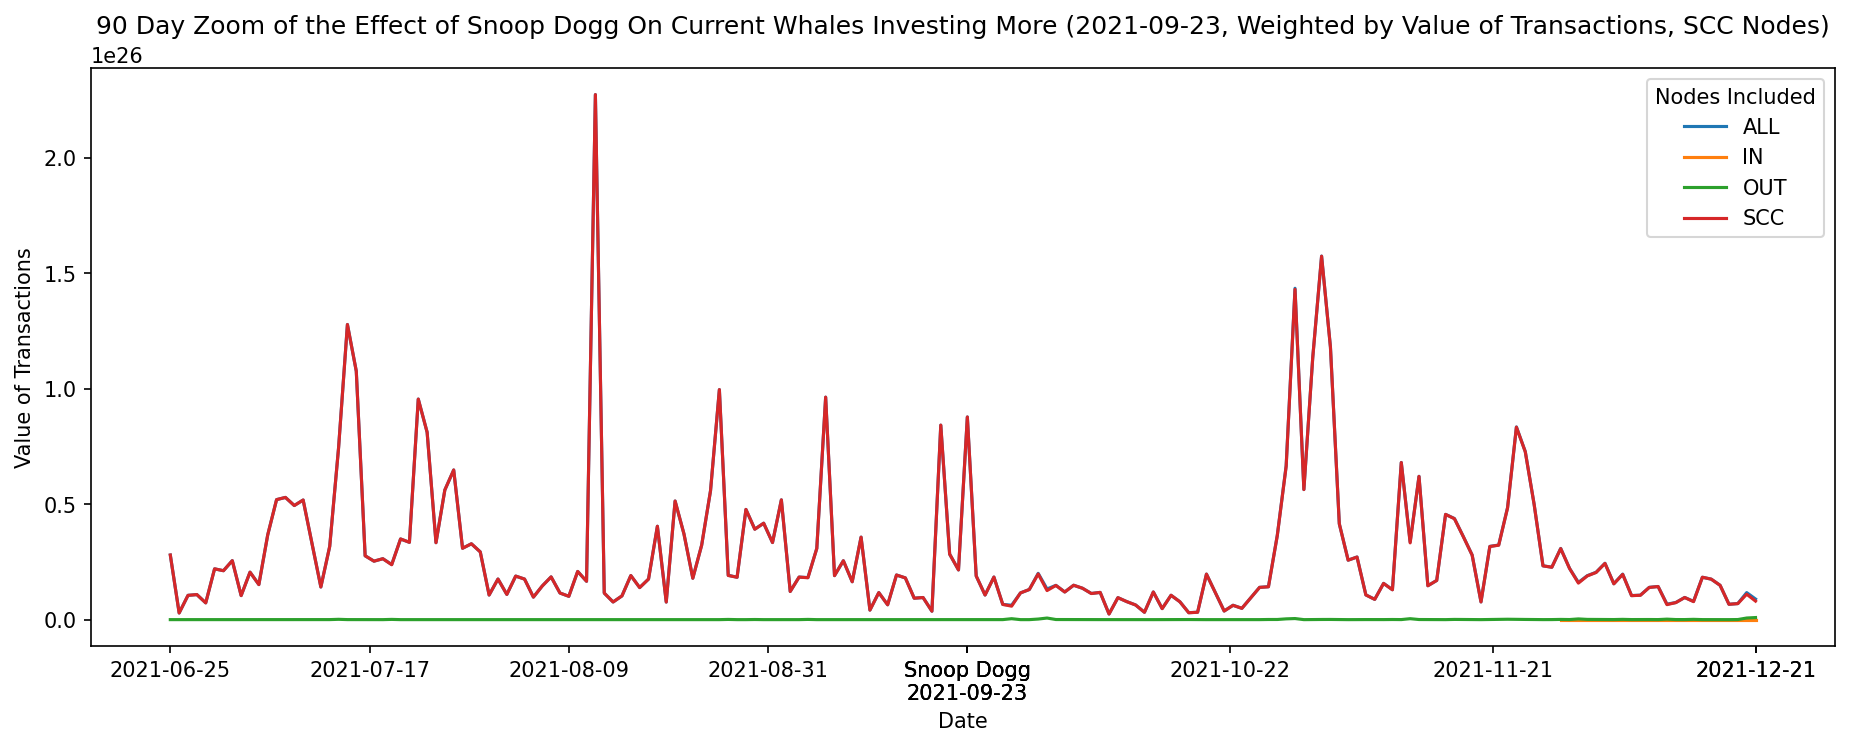 90 Day Zoom of the Effect of Snoop Dogg On Current Whales Investing More (2021-09-23, Weighted by Value of Transactions, SCC Nodes)
1e26
Nodes Included
ALL
IN
OUT
SCC
2.0
1.5
1.0
0.5
0.0
Value of Transactions
2021-06-25
2021-07-17
2021-08-09
2021-08-31
Snoop Dogg
2021-09-23
2021-10-22
2021-11-21
2021-12-21
Date